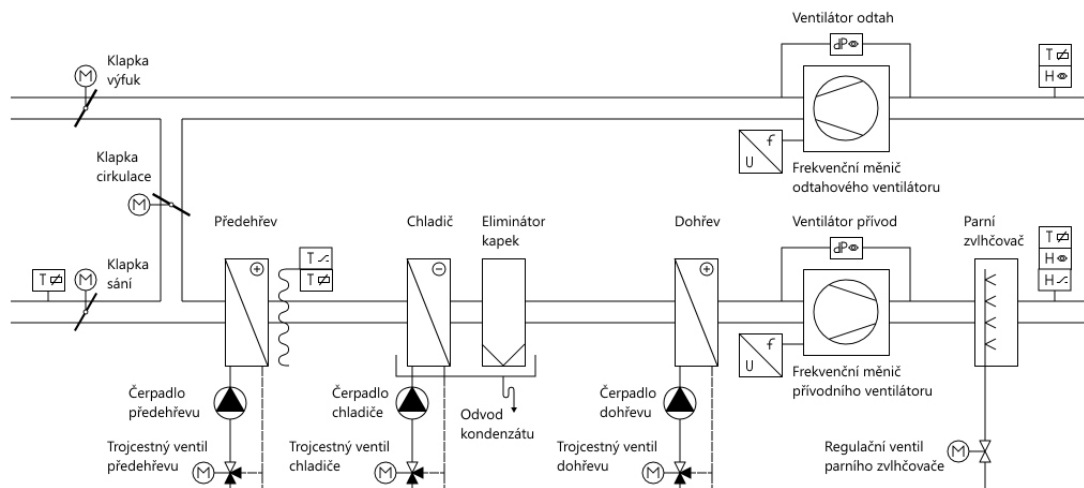 Ventilátor odtah
dP
T
H
Klapka
výfuk
M
f
U
Frekvenční měnič
odtahového ventilátoru
Klapka
cirkulace
M
Předehřev
Chladič
Eliminátor
kapek
Dohřev
Ventilátor přívod
dP
Parní
zvlhčovač
T
H
H
T
T
T
M
Klapka
sání
f
U
Frekvenční měnič
přívodního ventilátoru
Čerpadlo
předehřevu
Čerpadlo
chladiče
Odvod
kondenzátu
Čerpadlo
dohřevu
Trojcestný ventil
předehřevu
M
Trojcestný ventil
chladiče
M
Trojcestný ventil
dohřevu
M
Regulační ventil
parního zvlhčovače
M